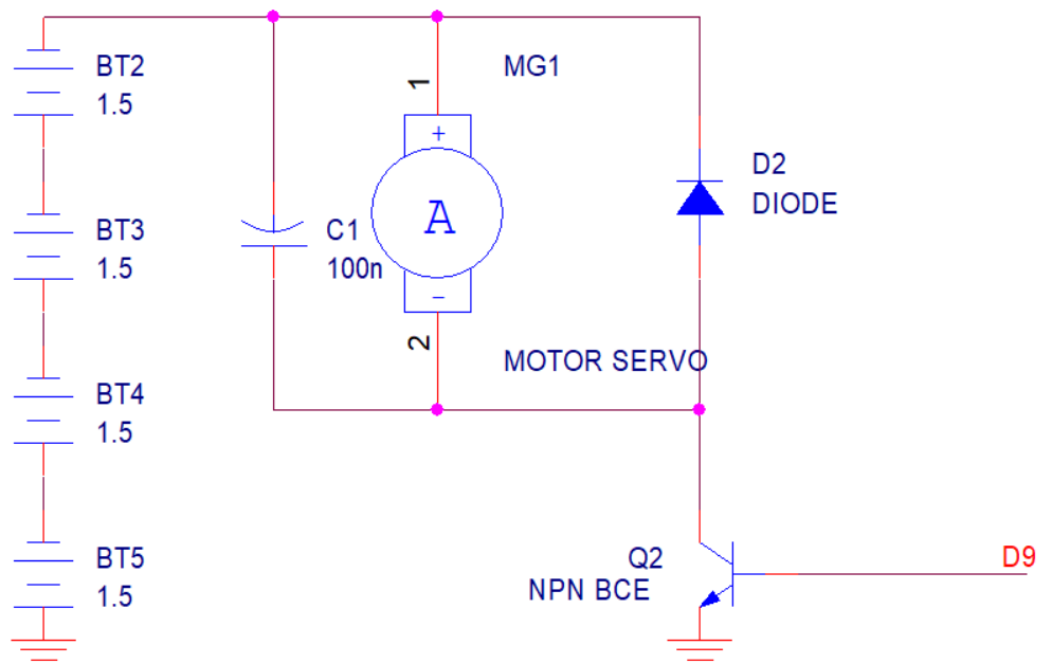 BT2
1.5
BT3
1.5
BT4
1.5
BT5
1.5
C1
100n
1
+
A
-
2
MG1
MOTOR SERVO
D2
DIODE
Q2
NPN BCE
D9